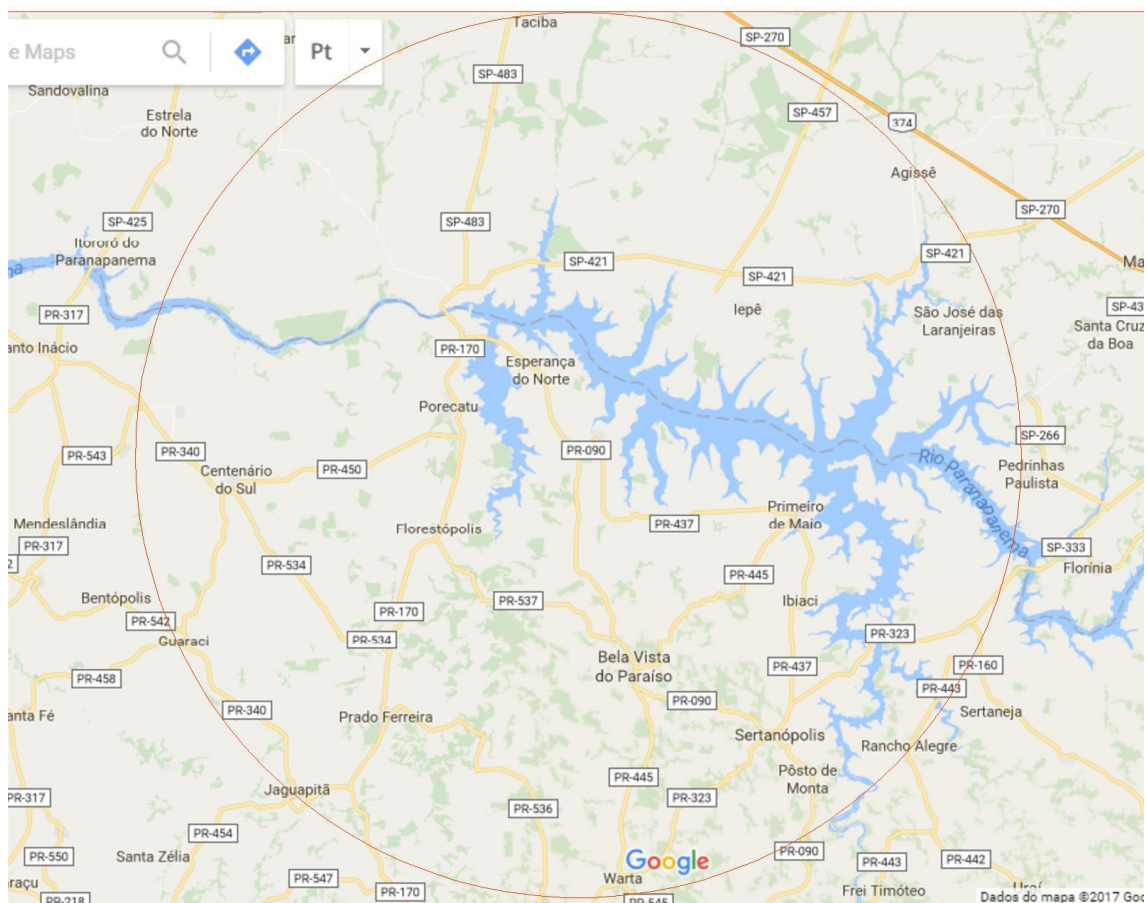 e Maps
Pt
Taciba
SP-270
SP-483
Sandovalina
Estrela
do Norte
SP-457
374
Agissê
SP-425
SP-483
SP-270
Itororó do
Paranapanema
SP-421
SP-421
SP-421
Iepê
PR-317
São José das
Laranjeiras
Santa Cruz
da Boa
PR-170
Esperança
do Norte
Porecatu
PR-543
PR-340
PR-450
PR-090
SP-266
Centenário
do Sul
Rio Paranapanema
Pedrinhas
Paulista
Mendeslândia
Florestópolis
PR-437
Primeiro
de Maio
PR-317
SP-333
Florínia
PR-534
PR-445
Bentópolis
PR-537
Ibiaci
PR-542
PR-170
Guaraci
PR-534
PR-323
Bela Vista
do Paraíso
PR-437
PR-160
PR-458
PR-443
PR-340
Prado Ferreira
PR-090
Sertaneja
Sertanópolis
Rancho Alegre
PR-445
Pôsto de
Monta
Jaguapitã
PR-317
PR-536
PR-323
PR-454
Santa Zélia
PR-550
Google
PR-090
PR-443
PR-442
PR-547
PR-170
Warta
Frei Timóteo
PR-218
PR-545
Dados do mapa ©2017 Goo